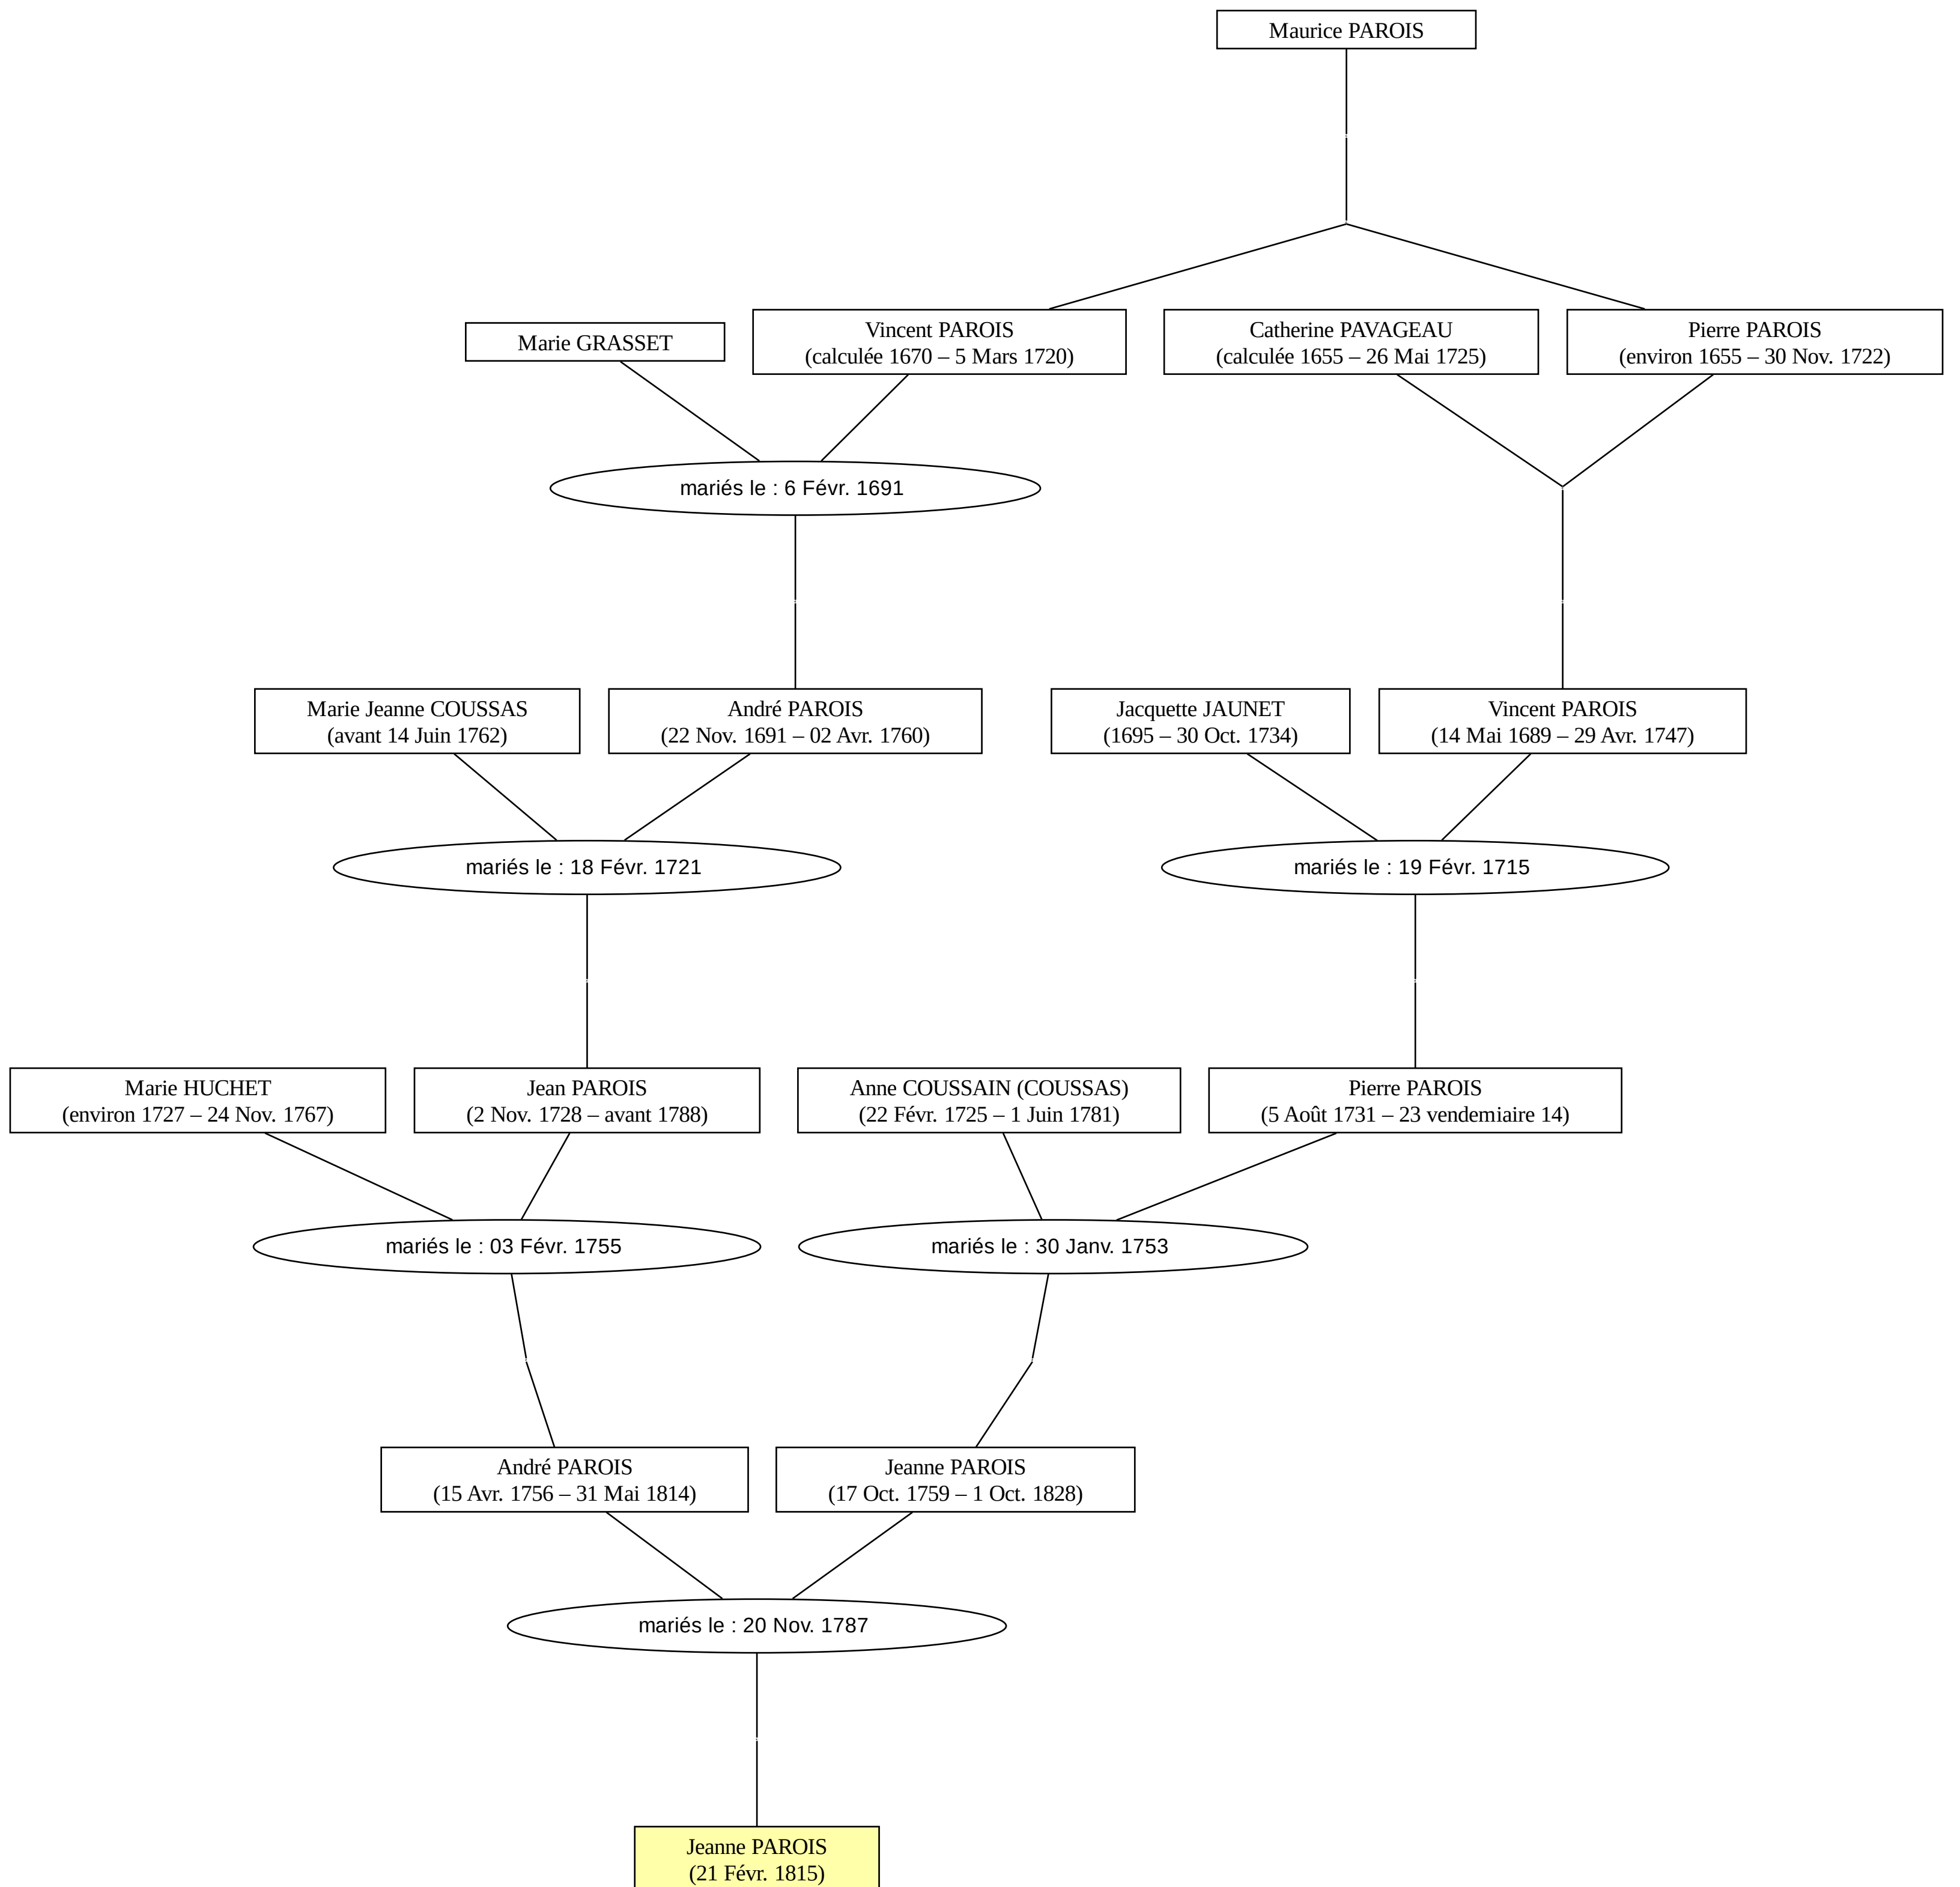 Maurice PAROIS
Marie GRASSET
Vincent PAROIS
(calculée 1670 – 5 Mars 1720)
Catherine PAVAGEAU
(calculée 1655 – 26 Mai 1725)
Pierre PAROIS
(environ 1655 – 30 Nov. 1722)
mariés le : 6 Févr. 1691
Marie Jeanne COUSSAS
(avant 14 Juin 1762)
André PAROIS
(22 Nov. 1691 – 02 Avr. 1760)
Jacquette JAUNET
(1695 – 30 Oct. 1734)
Vincent PAROIS
(14 Mai 1689 – 29 Avr. 1747)
mariés le : 18 Févr. 1721
mariés le : 19 Févr. 1715
Marie HUCHET
(environ 1727 – 24 Nov. 1767)
Jean PAROIS
(2 Nov. 1728 – avant 1788)
Anne COUSSAIN (COUSSAS)
(22 Févr. 1725 – 1 Juin 1781)
Pierre PAROIS
(5 Août 1731 – 23 vendemiaire 14)
mariés le : 03 Févr. 1755
mariés le : 30 Janv. 1753
André PAROIS
(15 Avr. 1756 – 31 Mai 1814)
Jeanne PAROIS
(17 Oct. 1759 – 1 Oct. 1828)
mariés le : 20 Nov. 1787
Jeanne PAROIS
(21 Févr. 1815)